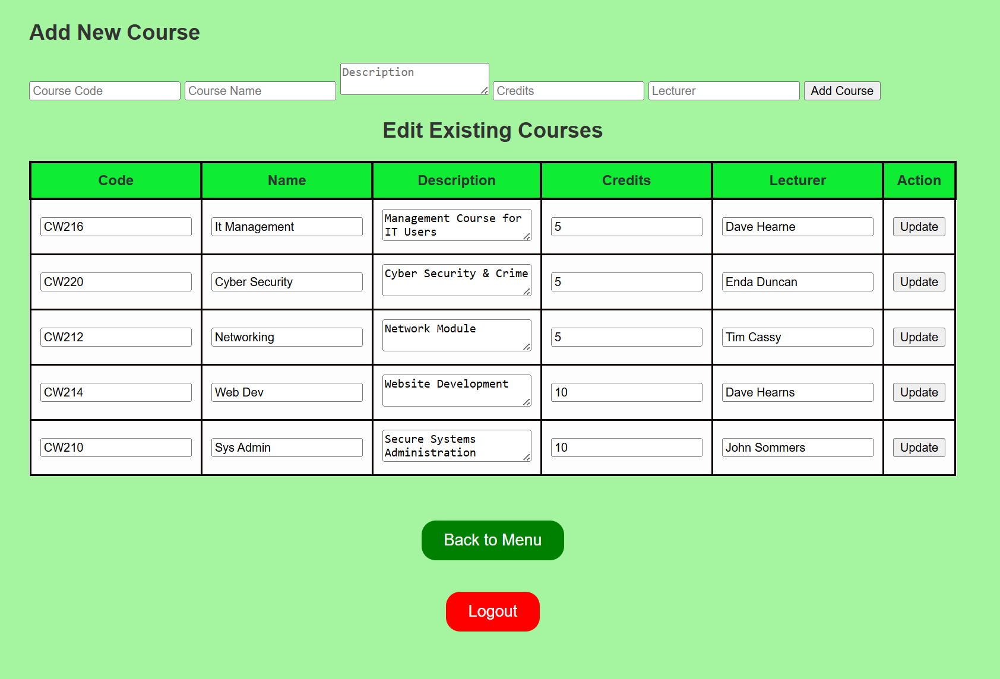 Add New Course
Course Code Course Name Description Credits Lecturer Add Course
Edit Existing Courses
Code Name Description Credits Lecturer Action
CW216 It Management Management Course for 5 Dave Hearne Update
IT Users
CW220 Cyber Security Cyber Security & Crime 5 Enda Duncan Update
CW212 Networking Network Module 5 Tim Cassy Update
CW214 Web Dev Website Development 10 Dave Hearns Update
CW210 Sys Admin Secure Systems 10 John Sommers Update
Administration
Back to Menu
Logout